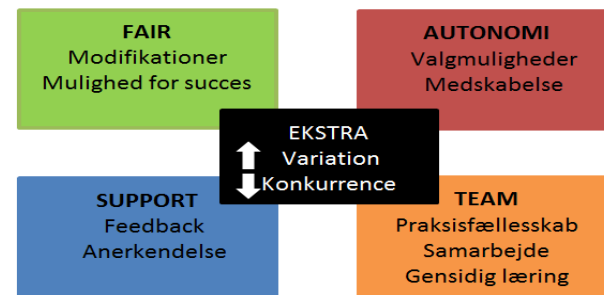 FAIR
Modifikationer
Mulighed for succes
AUTONOMI
Valgmuligheder
Medskabelse
EKSTRA
Variation
Konkurrence
SUPPORT
Feedback
Anerkendelse
TEAM
Praksisfællesskab
Samarbejde
Gensidig læring